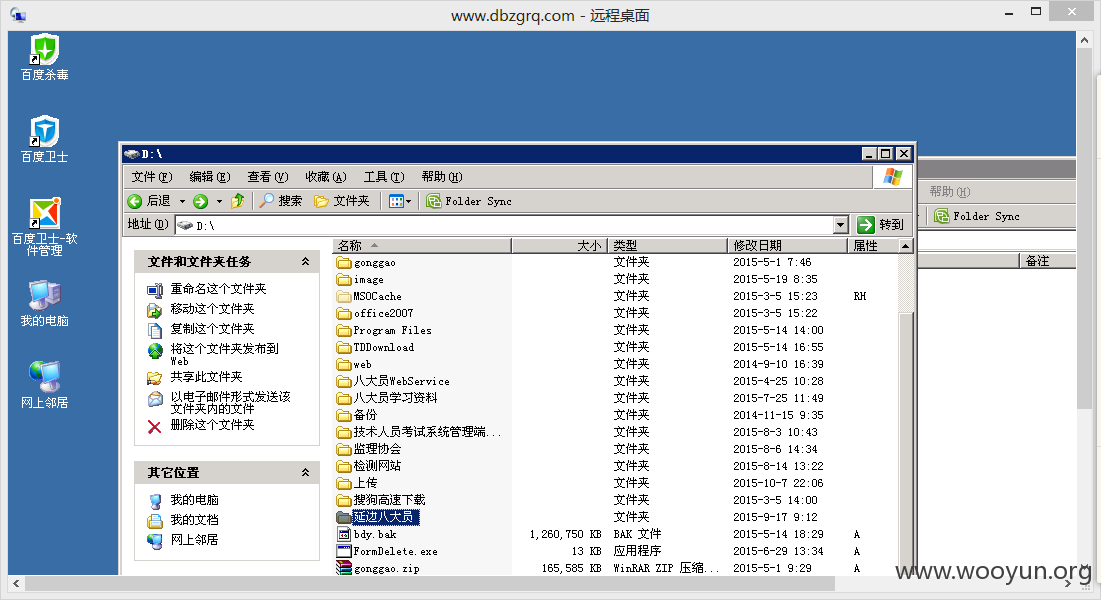 www.dbzgrq.com - 远程桌面
百度杀毒
百度卫士
百度卫士-软
件管理
我的电脑
网上邻居
D:\
文件(F) 编辑(E) 查看(V) 收藏(A) 工具(T) 帮助(H)
后退 搜索 文件夹 Folder Sync
地址(D) D:\ 转到
文件和文件夹任务
重命名这个文件夹
移动这个文件夹
复制这个文件夹
将这个文件夹发布到
Web
共享此文件夹
以电子邮件形式发送该
文件夹内的文件
删除这个文件夹
其它位置
我的电脑
我的文档
网上邻居
名称 大小 类型 修改日期 属性
gonggao 文件夹 2015-5-1 7:46
image 文件夹 2015-5-19 8:35
MSOCache 文件夹 2015-3-5 15:23 RH
office2007 文件夹 2015-3-5 15:22
Program Files 文件夹 2015-5-14 14:00
TDDownload 文件夹 2015-5-14 16:55
web 文件夹 2014-9-10 16:39
八大员WebService 文件夹 2015-4-25 10:28
八大员学习资料 文件夹 2015-7-25 11:49
备份 文件夹 2014-11-15 9:35
技术人员考试系统管理端... 文件夹 2015-8-3 10:43
监理协会 文件夹 2015-8-6 14:34
检测网站 文件夹 2015-8-14 13:22
上传 文件夹 2015-10-7 22:06
搜狗高速下载 文件夹 2015-3-5 14:00
延边八大员 文件夹 2015-9-17 9:12
bdy.bak 1,260,750 KB BAK 文件 2015-5-14 18:29 A
FormDelete.exe 13 KB 应用程序 2015-6-29 13:34 A
gonggao.zip 165,585 KB WinRAR ZIP 压缩... 2015-5-1 9:29 A
帮助(H)
Folder Sync
备注
www.wooyun.org